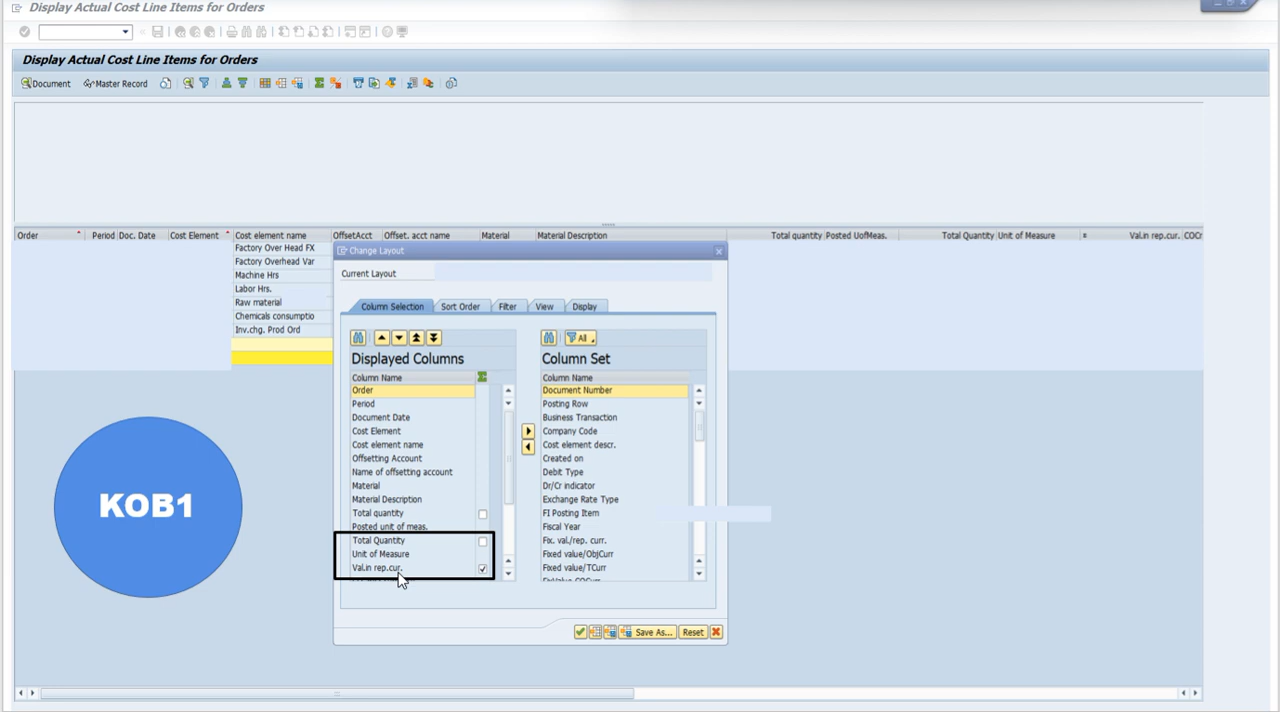 Display Actual Cost Line Items for Orders
Display Actual Cost Line Items for Orders
Document Master Record
Order Period Doc. Date Cost Element Cost element name OffsetAcct Offset. acct name Material Material Description Total quantity Posted UofMeas. Total Quantity Unit of Measure Val.in rep.cur. COCr
Factory Over Head FX
Factory Overhead Var
Machine Hrs
Labor Hrs.
Raw material
Chemicals consumptio
Inv.chg. Prod Ord
Change Layout
Current Layout
Column Selection Sort Order Filter View Display
All
Displayed Columns
Column Name
Order
Period
Document Date
Cost Element
Cost element name
Offsetting Account
Name of offsetting account
Material
Material Description
Total quantity
Posted unit of meas.
Total Quantity
Unit of Measure
Val.in rep.cur.
Column Set
Column Name
Document Number
Posting Row
Business Transaction
Company Code
Cost element descr.
Created on
Debit Type
Dr/Cr indicator
Exchange Rate Type
FI Posting Item
Fiscal Year
Fix. val./rep. curr.
Fixed value/ObjCurr
Fixed value/TCurr
Save As... Reset
KOB1